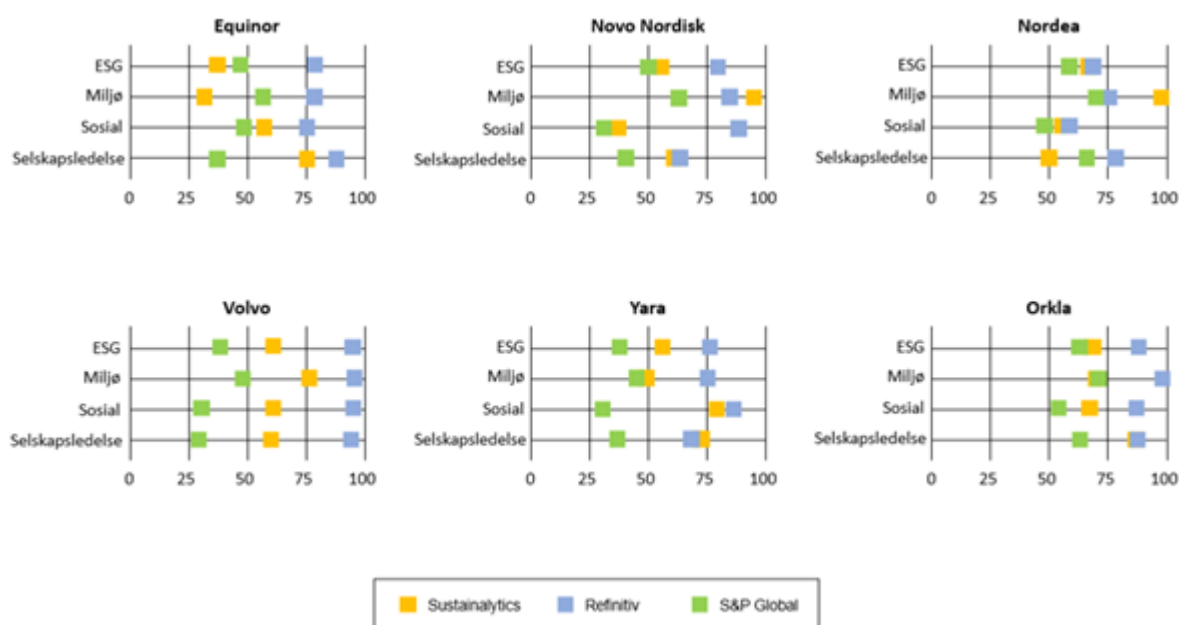 Equinor
ESG
Miljø
Sosial
Selskapsledelse
0 25 50 75 100
Novo Nordisk
ESG
Miljø
Sosial
Selskapsledelse
0 25 50 75 100
Nordea
ESG
Miljø
Sosial
Selskapsledelse
0 25 50 75 100
Volvo
ESG
Miljø
Sosial
Selskapsledelse
0 25 50 75 100
Yara
ESG
Miljø
Sosial
Selskapsledelse
0 25 50 75 100
Orkla
ESG
Miljø
Sosial
Selskapsledelse
0 25 50 75 100
Sustainalytics Refinitiv S&P Global